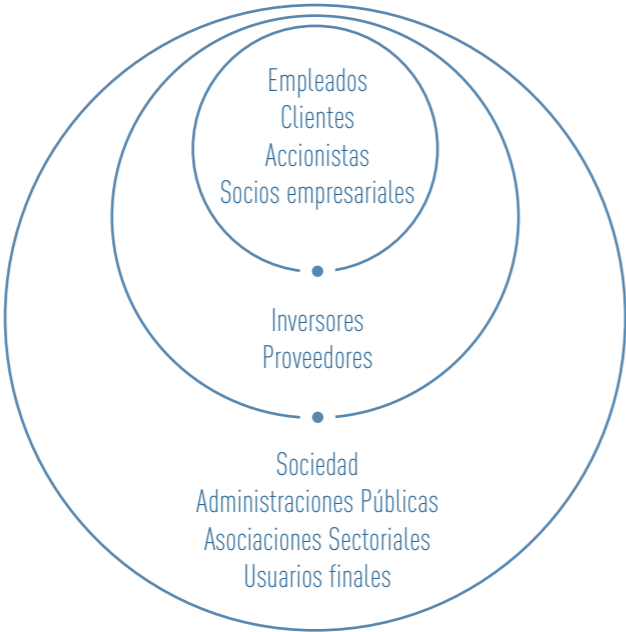 Empleados
Clientes
Accionistas
Socios empresariales
Inversores
Proveedores
Sociedad
Administraciones Públicas
Asociaciones Sectoriales
Usuarios finales